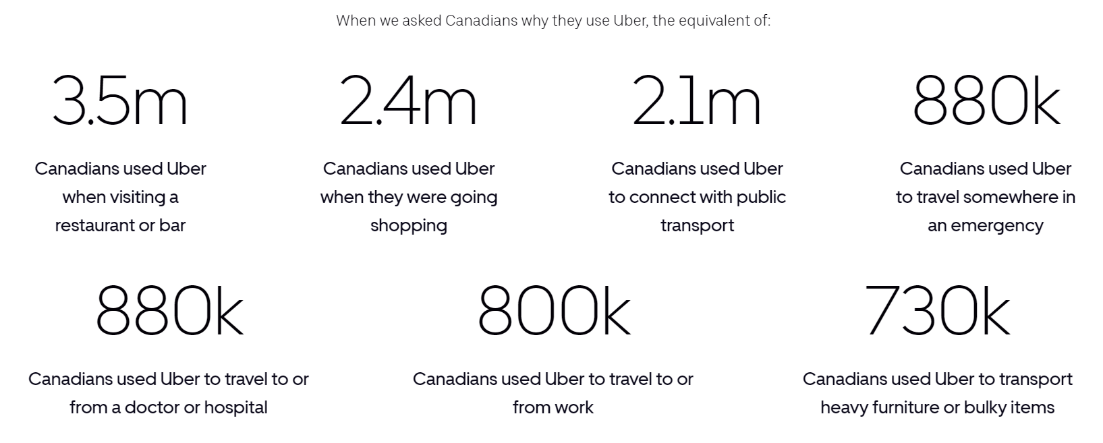 When we asked Canadians why they use Uber, the equivalent of:
3.5m
Canadians used Uber
when visiting a
restaurant or bar
2.4m
Canadians used Uber
when they were going
shopping
2.1m
Canadians used Uber
to connect with public
transport
880k
Canadians used Uber
to travel somewhere in
an emergency
880k
Canadians used Uber to travel to or
from a doctor or hospital
800k
Canadians used Uber to travel to or
from work
730k
Canadians used Uber to transport
heavy furniture or bulky items